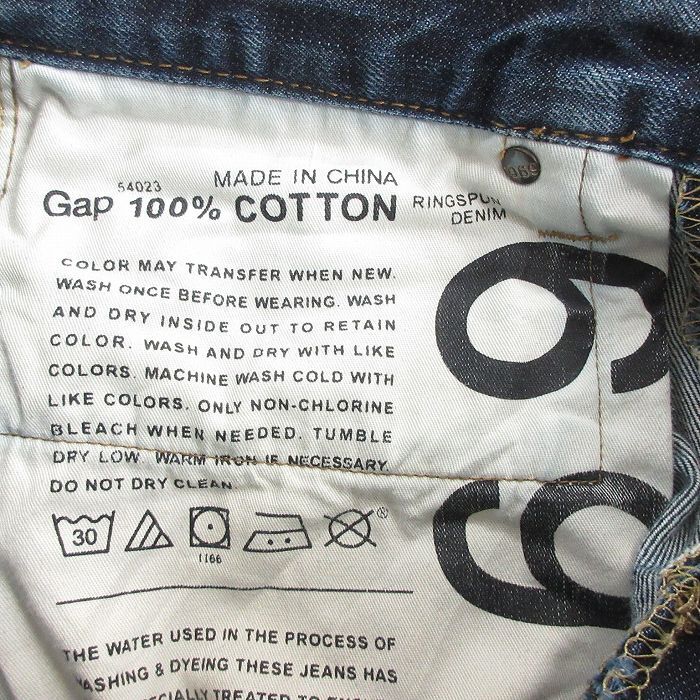 54023 MADE IN CHINA
Gap 100% COTTON RINGSPUN DENIM
COLOR MAY TRANSFER WHEN NEW.
WASH ONCE BEFORE WEARING. WASH
AND DRY INSIDE OUT TO RETAIN
COLOR. WASH AND DRY WITH LIKE
COLORS. MACHINE WASH COLD WITH
LIKE COLORS. ONLY NON-CHLORINE
BLEACH WHEN NEEDED. TUMBLE
DRY LOW. WARM IRON IF NECESSARY.
DO NOT DRY CLEAN
30 ®
1166
THE WATER USED IN THE PROCESS OF
WASHING & DYEING THESE JEANS HAS
TREATED TO
969